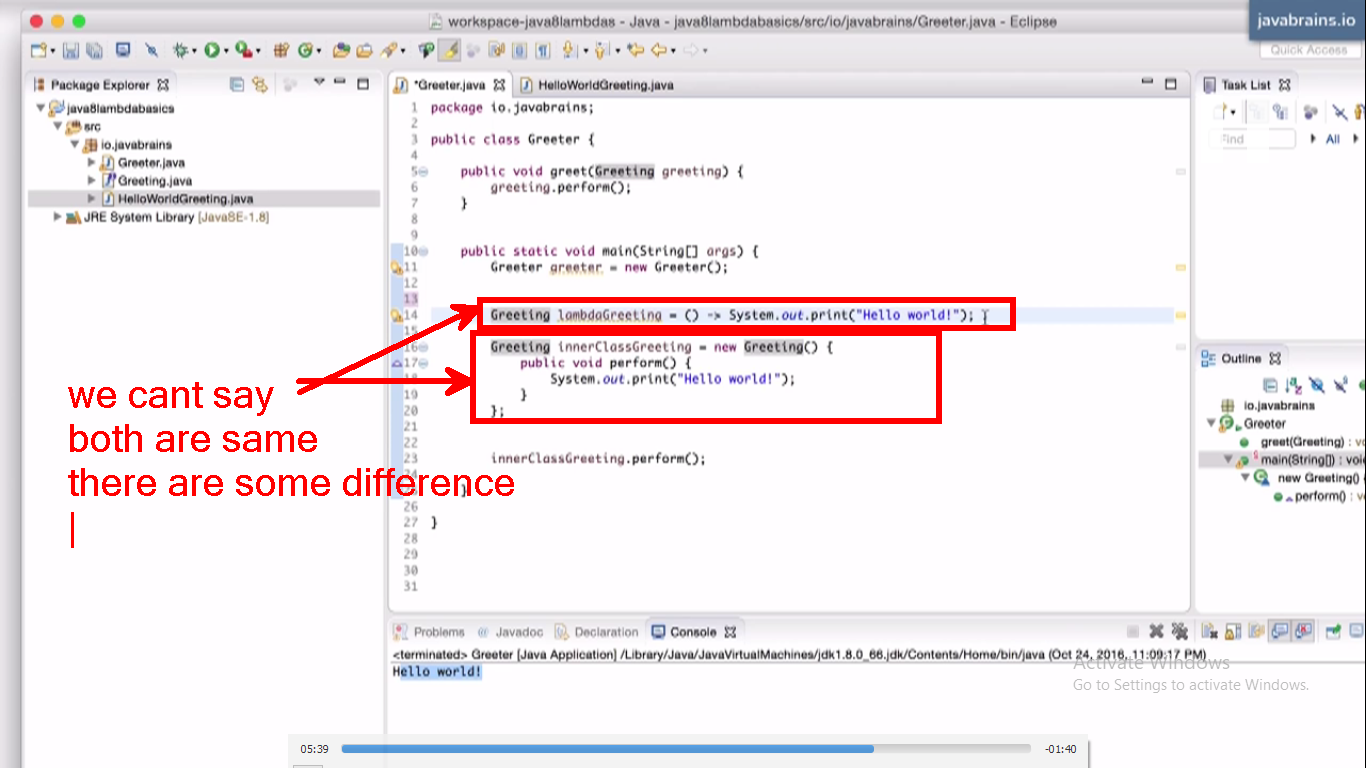 workspace-java8lambdas - Java - java8lambdabasics/src/io/javabrains/Greeter.java - Eclipse
javabrains.io
Quick Access
Package Explorer
*Greeter.java
HelloWorldGreeting.java
Task List
java8lambdabasics
src
io.javabrains
Greeter.java
Greeting.java
HelloWorldGreeting.java
JRE System Library [JavaSE-1.8]
1 package io.javabrains;
2
3 public class Greeter {
4
5 public void greet(Greeting greeting) {
6 greeting.perform();
7 }
8
9
10 public static void main(String[] args) {
11 Greeter greeter = new Greeter();
12
13
14 Greeting lambdaGreeting = () -> System.out.print("Hello world!");
15
16 Greeting innerClassGreeting = new Greeting() {
17 public void perform() {
18 System.out.print("Hello world!");
19 }
20 };
21
22
23 innerClassGreeting.perform();
}
26
27 }
28
29
30
31
we cant say
both are same
there are some difference
Find
All
Outline
io.javabrains
Greeter
greet(Greeting) : vo
main(String[]) : void
new Greeting() {
perform() : v
Problems
Javadoc
Declaration
Console
<terminated> Greeter [Java Application] /Library/Java/JavaVirtualMachines/jdk1.8.0_66.jdk/Contents/Home/bin/java (Oct 24, 2016, 11:09:17 PM)
Hello world!
Activate Windows
Go to Settings to activate Windows.
05:39
-01:40